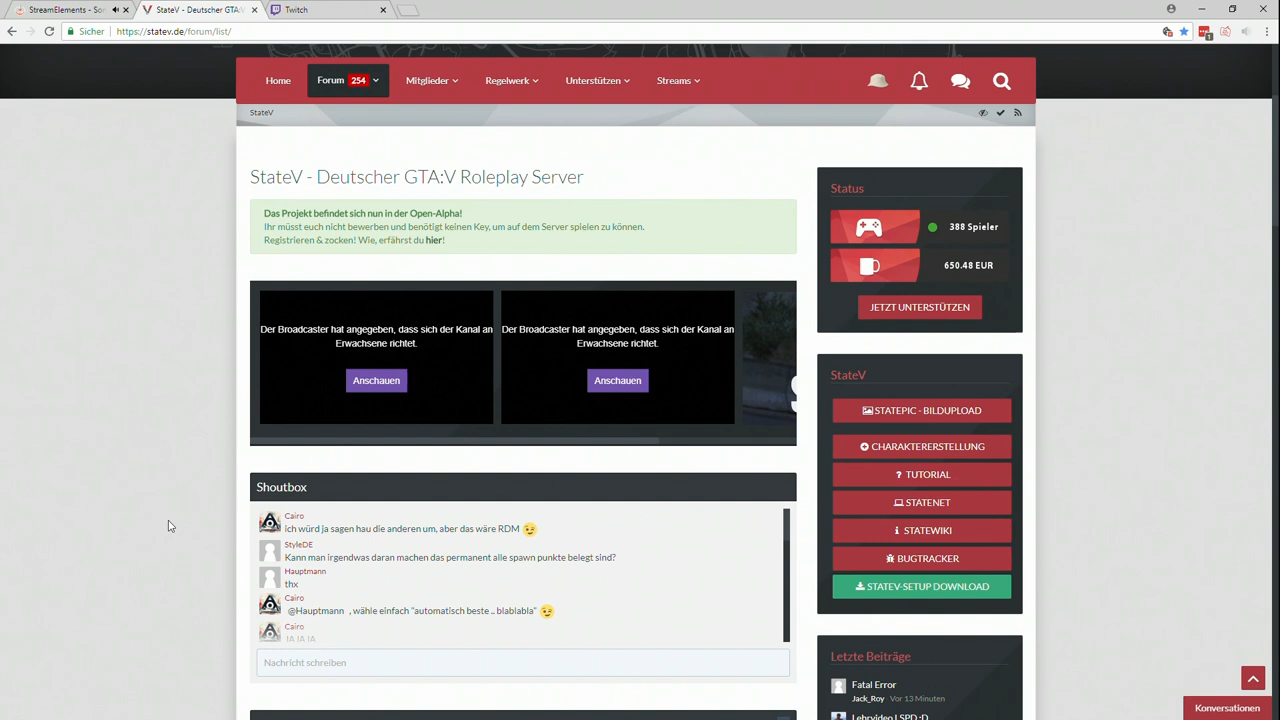 StreamElements - Son
StateV - Deutscher GTA:V
Twitch
Sicher
https://statev.de/forum/list/
1
Home
Forum 254
Mitglieder
Regelwerk
Unterstützen
Streams
StateV
StateV - Deutscher GTA:V Roleplay Server
Das Projekt befindet sich nun in der Open-Alpha!
Ihr müsst euch nicht bewerben und benötigt keinen Key, um auf dem Server spielen zu können.
Registrieren & zocken! Wie, erfährst du hier!
Der Broadcaster hat angegeben, dass sich der Kanal an
Erwachsene richtet.
Anschauen
Der Broadcaster hat angegeben, dass sich der Kanal an
Erwachsene richtet.
Anschauen
Shoutbox
Cairo
ich würd ja sagen hau die anderen um, aber das wäre RDM
StyleDE
Kann man irgendwas daran machen das permanent alle spawn punkte belegt sind?
Hauptmann
thx
Cairo
@Hauptmann , wähle einfach "automatisch beste .. blablabla"
Cairo
JA JA JA
Nachricht schreiben
Status
388 Spieler
650.48 EUR
JETZT UNTERSTÜTZEN
StateV
STATEPIC - BILDUPLOAD
CHARAKTERERSTELLUNG
? TUTORIAL
STATENET
STATEWIKI
BUGTRACKER
STATEV-SETUP DOWNLOAD
Letzte Beiträge
Fatal Error
Jack_Roy Vor 13 Minuten
Lehrvideo LSPD :D
Konversationen